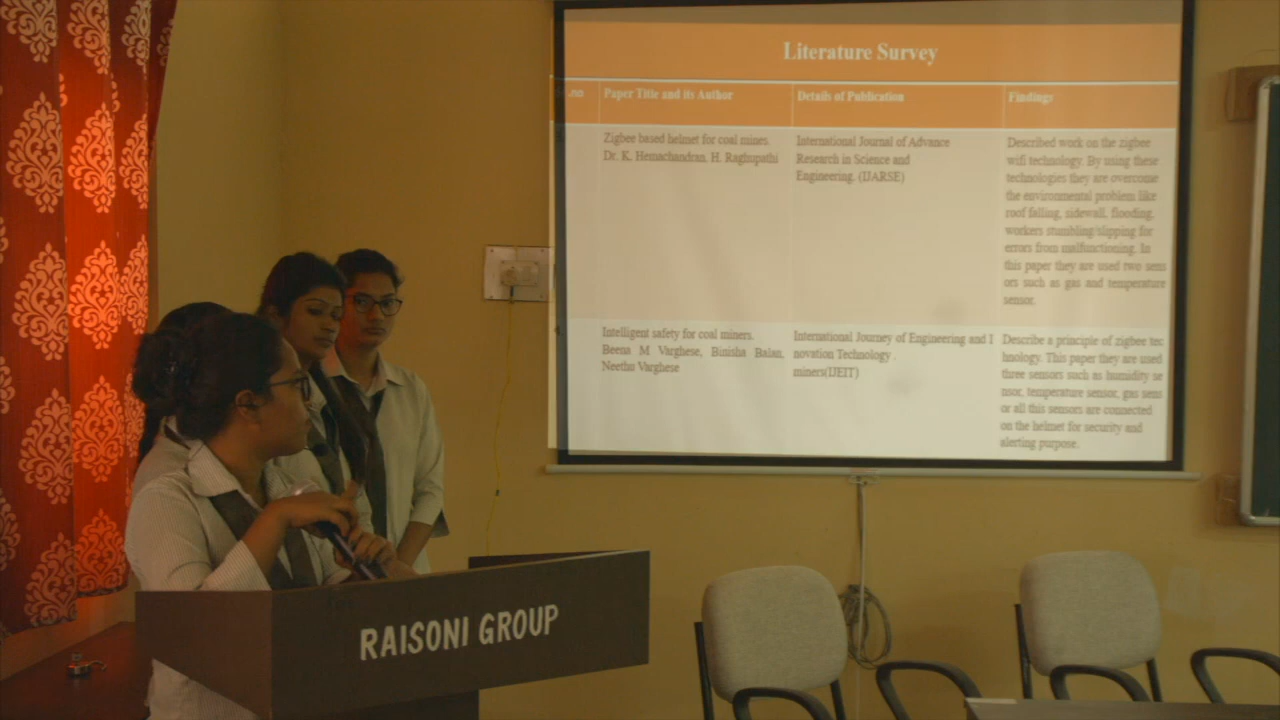 Literature Survey
.no Paper Title and its Author Details of Publication Findings
Zigbee based helmet for coal mines.
Dr. K. Hemachandran, H. Raghupathi
International Journal of Advance
Research in Science and
Engineering. (IJARSE)
Described work on the zigbee
wifi technology. By using these
technologies they are overcome
the environmental problem like
roof falling, sidewall, flooding,
workers stumbling/slipping for
errors from malfunctioning. In
this paper they are used two sens
ors such as gas and temperature
sensor.
Intelligent safety for coal miners.
Beena M Varghese, Binisha Balan,
Neethu Varghese
International Journey of Engineering and I
novation Technology .
miners(IJEIT)
Describe a principle of zigbee tec
hnology. This paper they are used
three sensors such as humidity se
nsor, temperature sensor, gas sens
or all this sensors are connected
on the helmet for security and
alerting purpose.
RAISONI GROUP